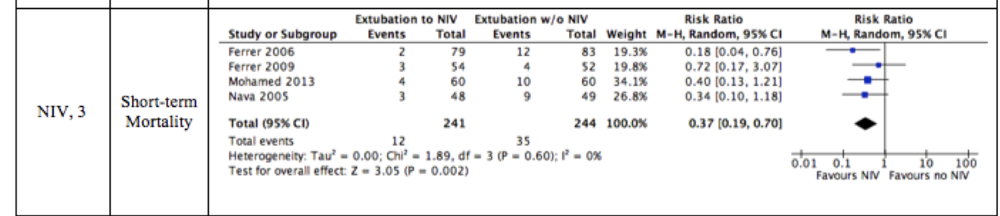 NIV, 3
Short-term
Mortality
Extubation to NIV Extubation w/o NIV Risk Ratio Risk Ratio
Study or Subgroup Events Total Events Total Weight M-H, Random, 95% CI M-H, Random, 95% CI
Ferrer 2006 2 79 12 83 19.3% 0.18 [0.04, 0.76]
Ferrer 2009 3 54 4 52 19.8% 0.72 [0.17, 3.07]
Mohamed 2013 4 60 10 60 34.1% 0.40 [0.13, 1.21]
Nava 2005 3 48 9 49 26.8% 0.34 [0.10, 1.18]
Total (95% CI) 241 244 100.0% 0.37 [0.19, 0.70]
Total events 12 35
Heterogeneity: Tau² = 0.00; Chi² = 1.89, df = 3 (P = 0.60); I² = 0%
Test for overall effect: Z = 3.05 (P = 0.002)
0.01 0.1 1 10 100
Favours NIV Favours no NIV